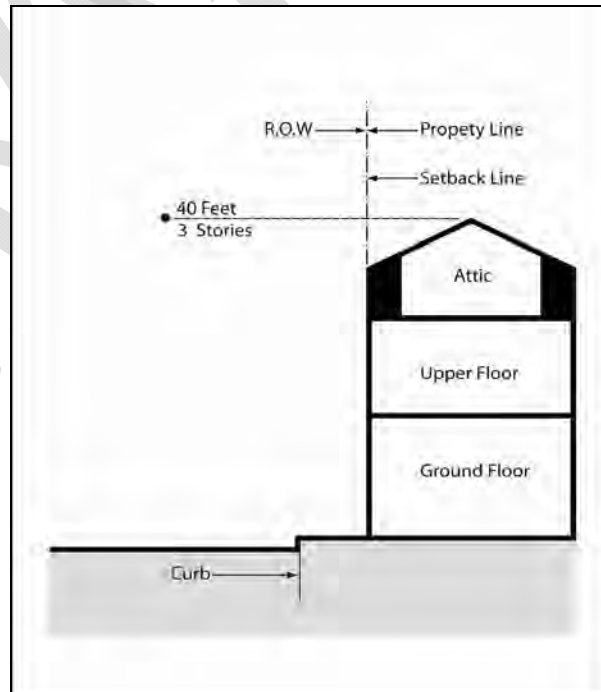 R.O.W
Propety Line
Setback Line
40 Feet
3 Stories
Attic
Upper Floor
Ground Floor
Curb